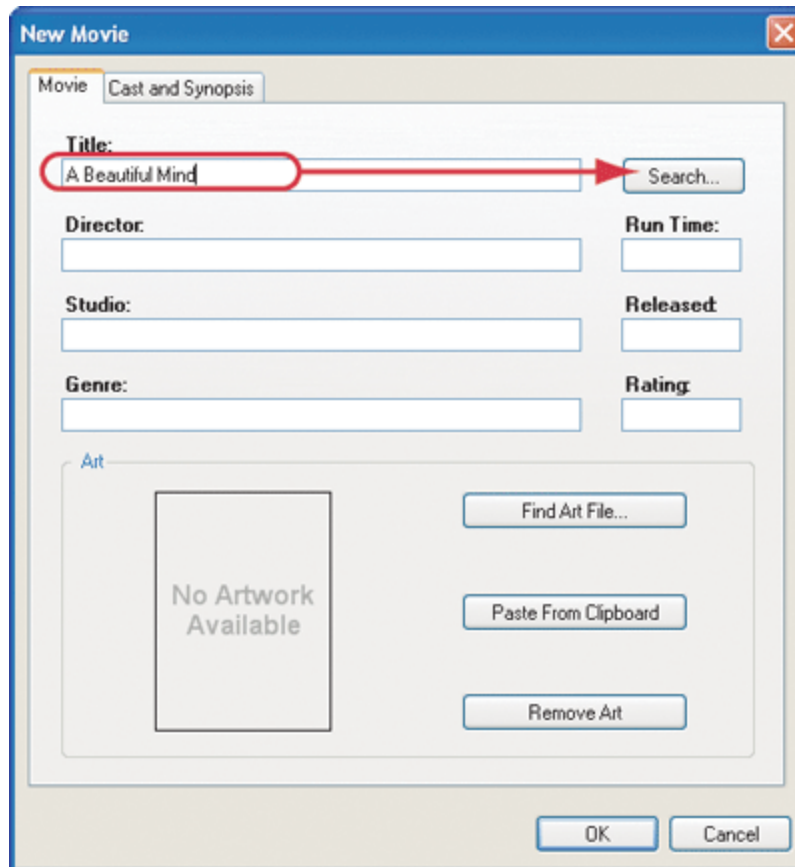 New Movie
Movie Cast and Synopsis
Title:
A Beautiful Mind Search...
Director: Run Time:
Studio: Released:
Genre: Rating:
Art
No Artwork
Available
Find Art File...
Paste From Clipboard
Remove Art
OK Cancel